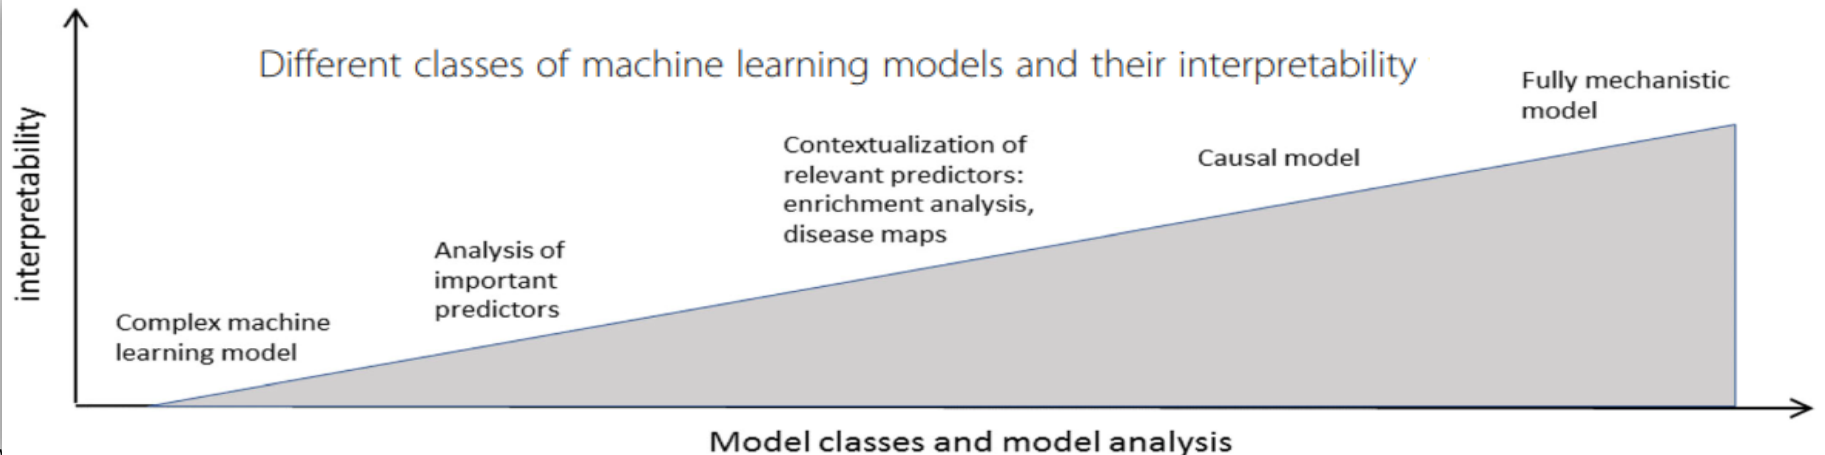 Different classes of machine learning models and their interpretability
Fully mechanistic
model
Contextualization of
relevant predictors:
enrichment analysis,
disease maps
Causal model
Analysis of
important
predictors
Complex machine
learning model
interpretability
Model classes and model analysis